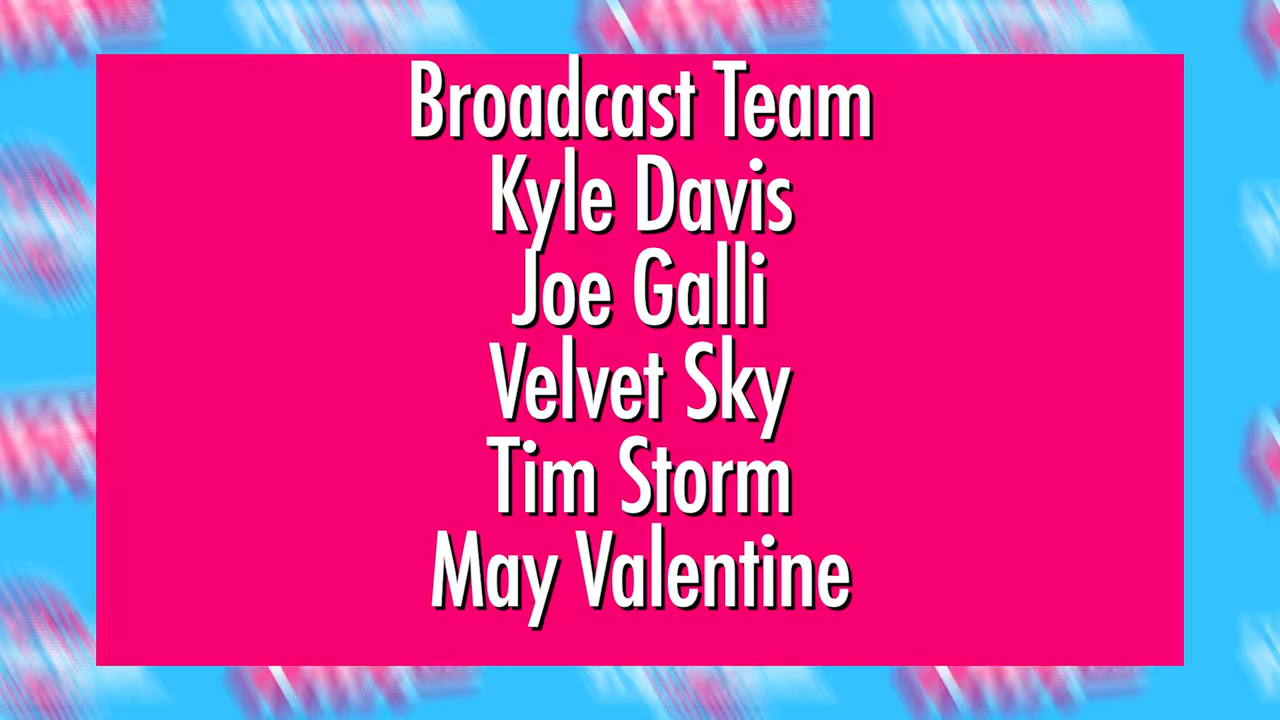 Broadcast Team
Kyle Davis
Joe Galli
Velvet Sky
Tim Storm
May Valentine